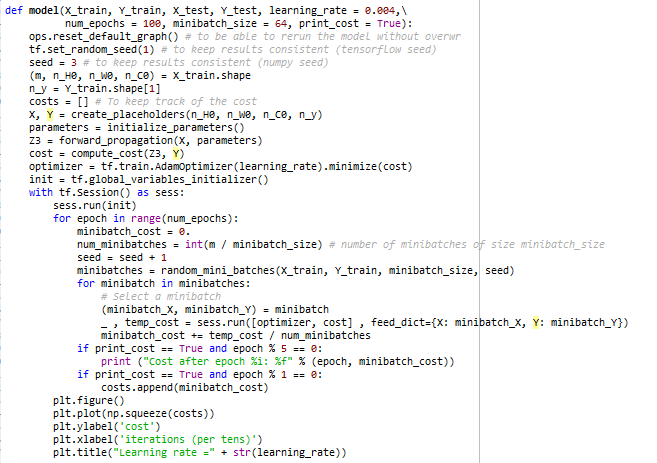 def model(X_train, Y_train, X_test, Y_test, learning_rate = 0.004,\
num_epochs = 100, minibatch_size = 64, print_cost = True):
ops.reset_default_graph() # to be able to rerun the model without overwr
tf.set_random_seed(1) # to keep results consistent (tensorflow seed)
seed = 3 # to keep results consistent (numpy seed)
(m, n_H0, n_W0, n_C0) = X_train.shape
n_y = Y_train.shape[1]
costs = [] # To keep track of the cost
X, Y = create_placeholders(n_H0, n_W0, n_C0, n_y)
parameters = initialize_parameters()
Z3 = forward_propagation(X, parameters)
cost = compute_cost(Z3, Y)
optimizer = tf.train.AdamOptimizer(learning_rate).minimize(cost)
init = tf.global_variables_initializer()
with tf.Session() as sess:
sess.run(init)
for epoch in range(num_epochs):
minibatch_cost = 0.
num_minibatches = int(m / minibatch_size) # number of minibatches of size minibatch_size
seed = seed + 1
minibatches = random_mini_batches(X_train, Y_train, minibatch_size, seed)
for minibatch in minibatches:
# Select a minibatch
(minibatch_X, minibatch_Y) = minibatch
_ , temp_cost = sess.run([optimizer, cost] , feed_dict={X: minibatch_X, Y: minibatch_Y})
minibatch_cost += temp_cost / num_minibatches
if print_cost == True and epoch % 5 == 0:
print ("Cost after epoch %i: %f" % (epoch, minibatch_cost))
if print_cost == True and epoch % 1 == 0:
costs.append(minibatch_cost)
plt.figure()
plt.plot(np.squeeze(costs))
plt.ylabel('cost')
plt.xlabel('iterations (per tens)')
plt.title("Learning rate =" + str(learning_rate))